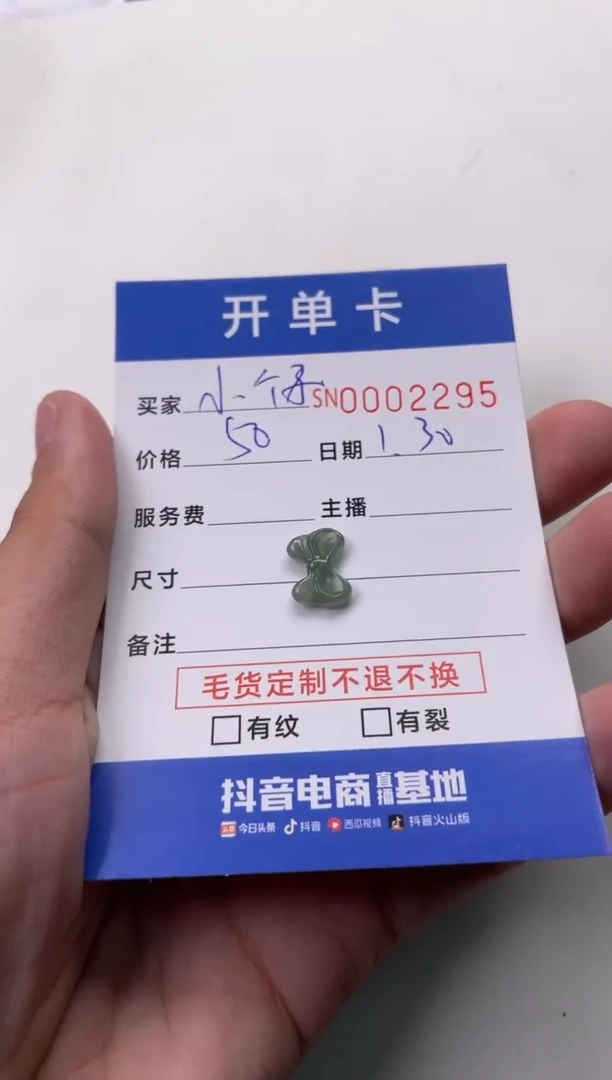 开单卡
买家 小 SN0002295
价格 50 日期 1.30
服务费 主播
尺寸
备注
毛货定制不退不换
有纹 有裂
抖音电商直播基地
头条 今日头条 抖音 西瓜视频 抖音火山版